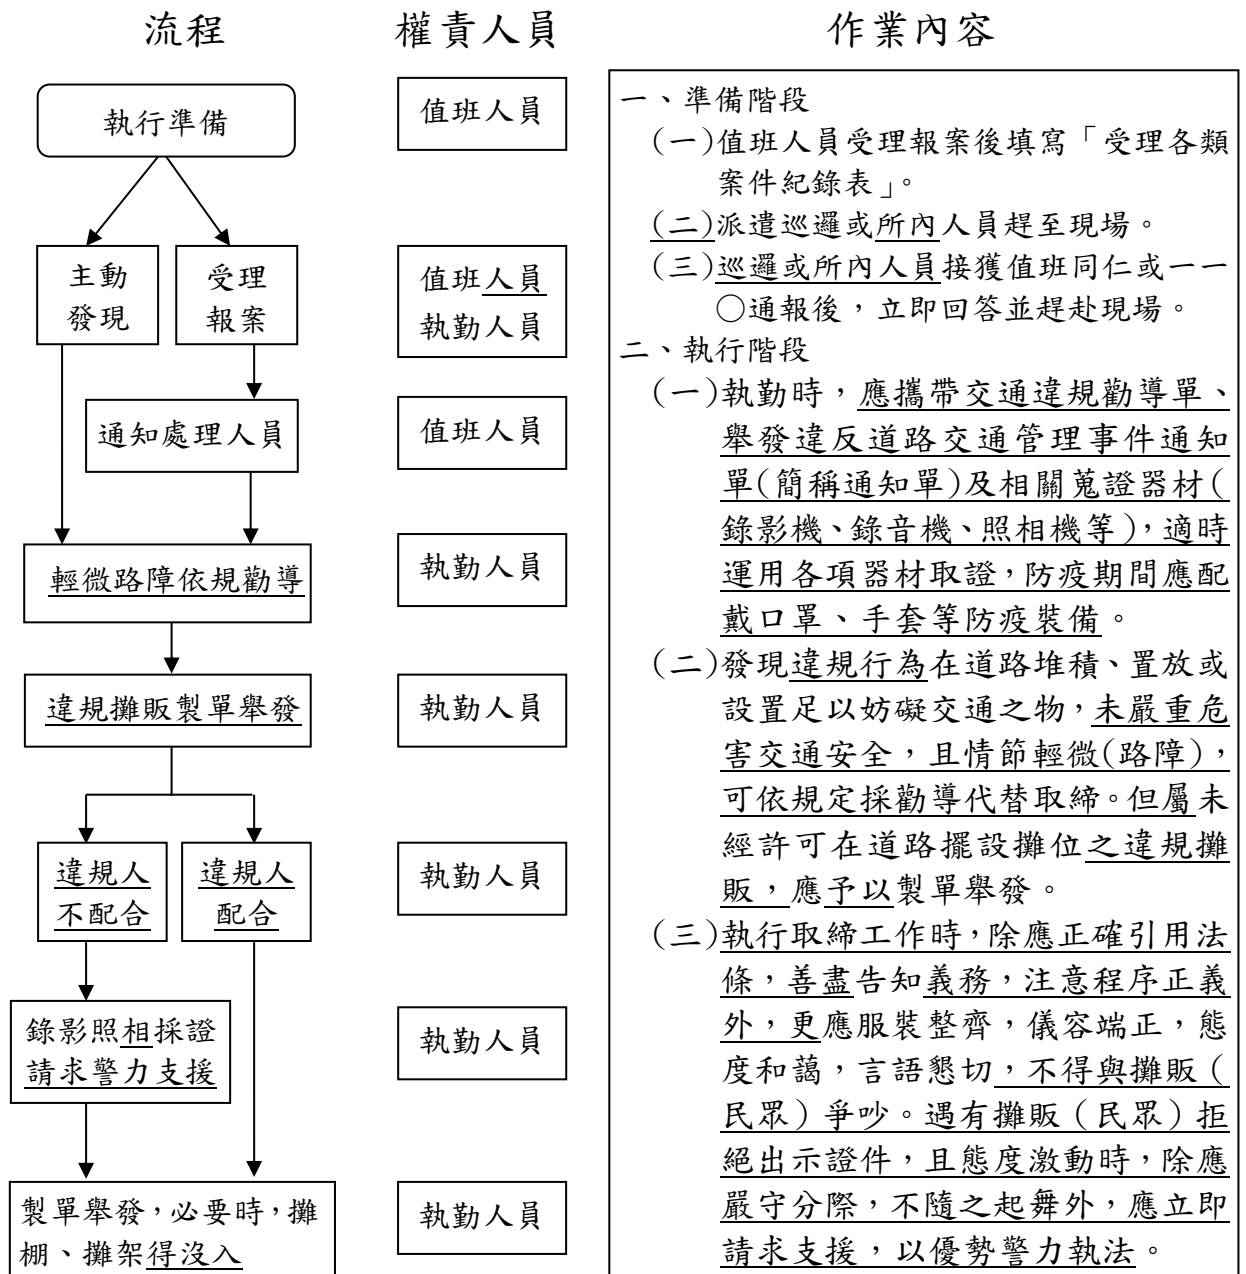 流程
權責人員
作業內容
執行準備
主動
發現
受理
報案
通知處理人員
輕微路障依規勸導
違規攤販製單舉發
違規人
不配合
違規人
配合
錄影照相採證
請求警力支援
製單舉發，必要時，攤
棚、攤架得沒入
值班人員
值班人員
執勤人員
值班人員
執勤人員
執勤人員
執勤人員
執勤人員
執勤人員
一、準備階段
(一)值班人員受理報案後填寫「受理各類
案件紀錄表」。
(二)派遣巡邏或所內人員趕至現場。
(三)巡邏或所內人員接獲值班同仁或一一
○通報後，立即回答並趕赴現場。
二、執行階段
(一)執勤時，應攜帶交通違規勸導單、
舉發違反道路交通管理事件通知
單(簡稱通知單)及相關蒐證器材(
錄影機、錄音機、照相機等)，適時
運用各項器材取證，防疫期間應配
戴口罩、手套等防疫裝備。
(二)發現違規行為在道路堆積、置放或
設置足以妨礙交通之物，未嚴重危
害交通安全，且情節輕微(路障)，
可依規定採勸導代替取締。但屬未
經許可在道路擺設攤位之違規攤
販，應予以製單舉發。
(三)執行取締工作時，除應正確引用法
條，善盡告知義務，注意程序正義
外，更應服裝整齊，儀容端正，態
度和藹，言語懇切，不得與攤販（
民眾）爭吵。遇有攤販（民眾）拒
絕出示證件，且態度激動時，除應
嚴守分際，不隨之起舞外，應立即
請求支援，以優勢警力執法。